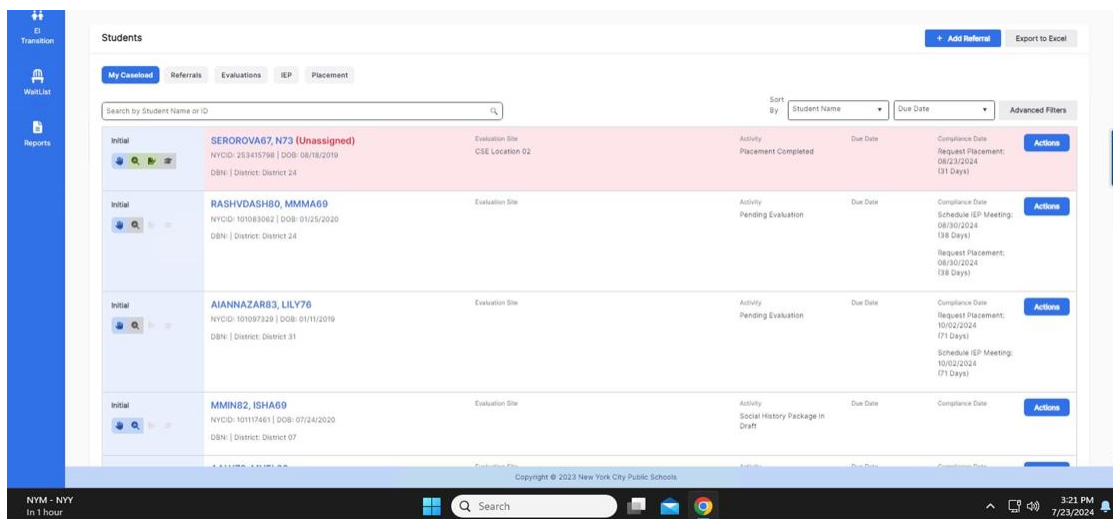 EI
Transition
WaitList
Reports
Students
+ Add Referral
Export to Excel
My Caseload
Referrals
Evaluations
IEP
Placement
Search by Student Name or ID
Sort
By
Student Name
Due Date
Advanced Filters
Initial
SEROROVA67, N73 (Unassigned)
NYCID: 253415798 | DOB: 08/18/2019
DBN: | District: District 24
Evaluation Site
CSE Location 02
Activity
Placement Completed
Due Date
Compliance Date
Request Placement:
08/23/2024
(31 Days)
Actions
Initial
RASHVDASH80, MMMA69
NYCID: 101083062 | DOB: 01/25/2020
DBN: | District: District 24
Evaluation Site
Activity
Pending Evaluation
Due Date
Compliance Date
Schedule IEP Meeting:
08/30/2024
(38 Days)
Request Placement:
08/30/2024
(38 Days)
Actions
Initial
AIANNAZAR83, LILY76
NYCID: 101097329 | DOB: 01/11/2019
DBN: | District: District 31
Evaluation Site
Activity
Pending Evaluation
Due Date
Compliance Date
Request Placement:
10/02/2024
(71 Days)
Schedule IEP Meeting:
10/02/2024
(71 Days)
Actions
Initial
MMIN82, ISHA69
NYCID: 101117461 | DOB: 07/24/2020
DBN: | District: District 07
Evaluation Site
Activity
Social History Package in
Draft
Due Date
Compliance Date
Actions
Copyright © 2023 New York City Public Schools
NYM - NYY
In 1 hour
Search
3:21 PM
7/23/2024